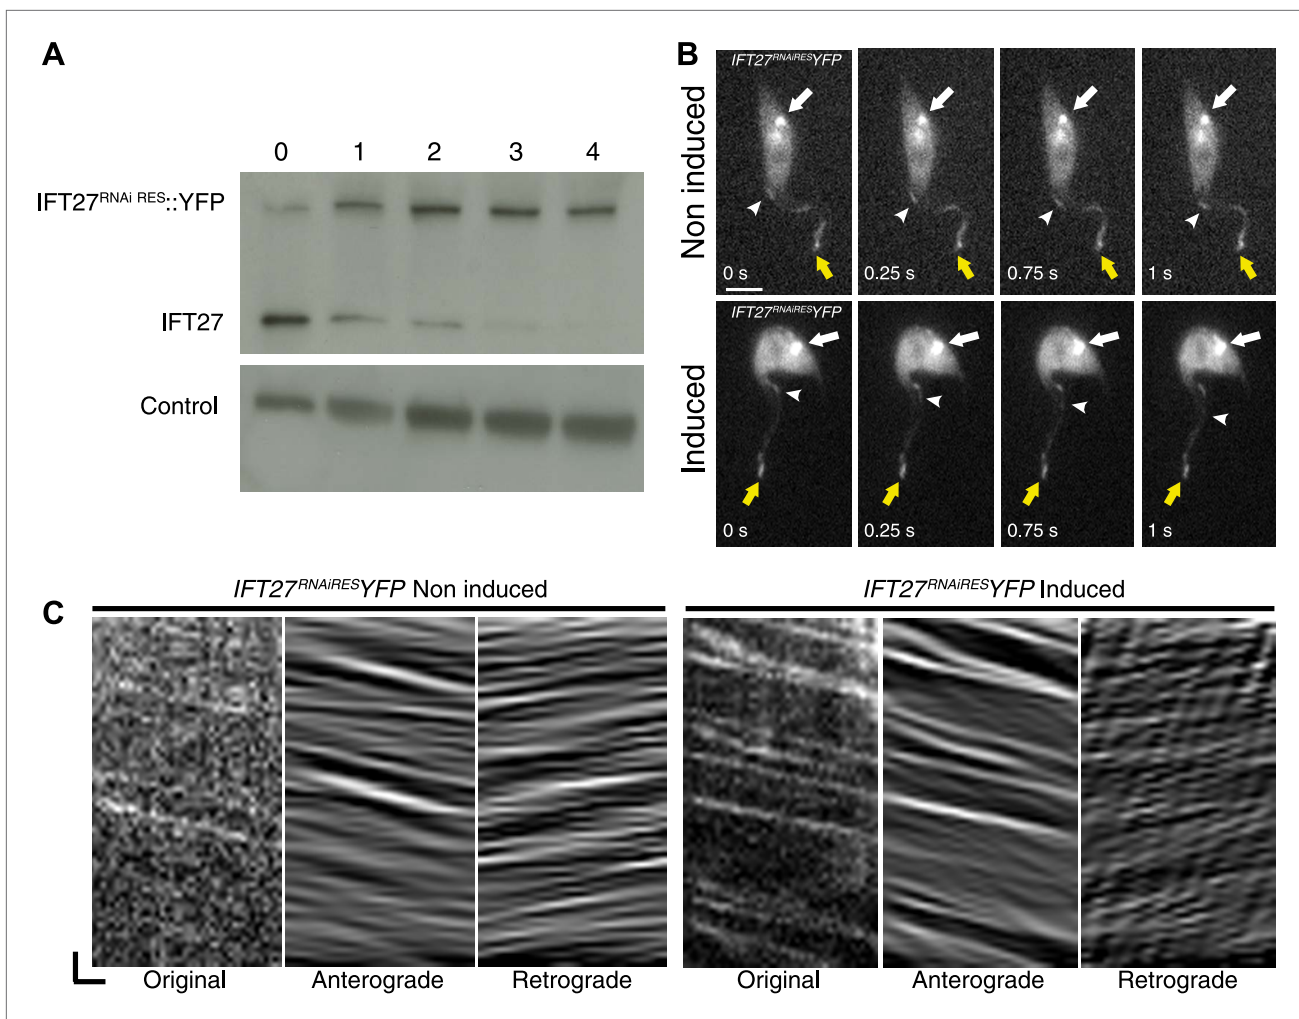 A
0 1 2 3 4
IFT27RNAi RES::YFP
IFT27
Control
B
Non induced
IFT27RNAiRESYFP
0 s
0.25 s
0.75 s
1 s
Induced
IFT27RNAiRESYFP
0 s
0.25 s
0.75 s
1 s
C
IFT27RNAiRESYFP Non induced
IFT27RNAiRESYFP Induced
Original
Anterograde
Retrograde
Original
Anterograde
Retrograde